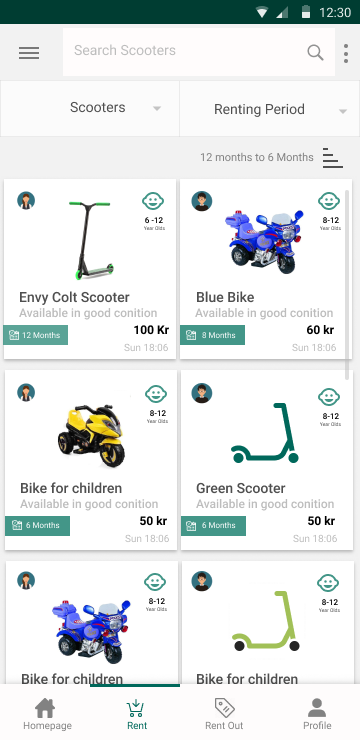 12:30
Search Scooters
Scooters
Renting Period
12 months to 6 Months
6 -12
Year Olds
Envy Colt Scooter
Available in good conition
12 Months
100 Kr
Sun 18:06
8-12
Year Olds
Blue Bike
Available in good conition
8 Months
60 kr
Sun 18:06
8-12
Year Olds
Bike for children
Available in good conition
6 Months
50 kr
Sun 18:06
8-12
Year Olds
Green Scooter
Available in good conition
6 Months
50 kr
Sun 18:06
8-12
Year Olds
Bike for children
8-12
Year Olds
Bike for children
Homepage
Rent
Rent Out
Profile